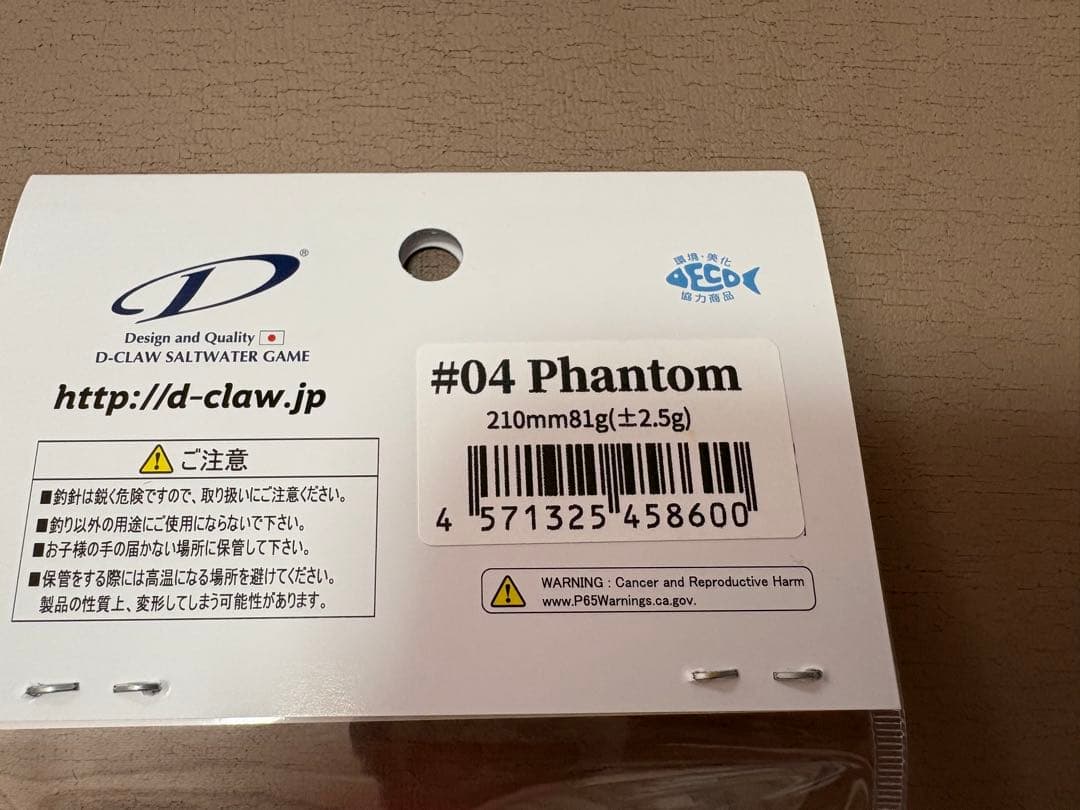 D®
Design and Quality
D-CLAW SALTWATER GAME
http://d-claw.jp
環境・美化
ECO
協力商品
#04 Phantom
210mm81g(±2.5g)
4 571325 458600
ご注意
■釣針は鋭く危険ですので、取り扱いにご注意ください。
■釣り以外の用途にご使用にならないで下さい。
■お子様の手の届かない場所に保管して下さい。
■保管をする際には高温になる場所を避けてください。
製品の性質上、変形してしまう可能性があります。
WARNING : Cancer and Reproductive Harm
www.P65Warnings.ca.gov.